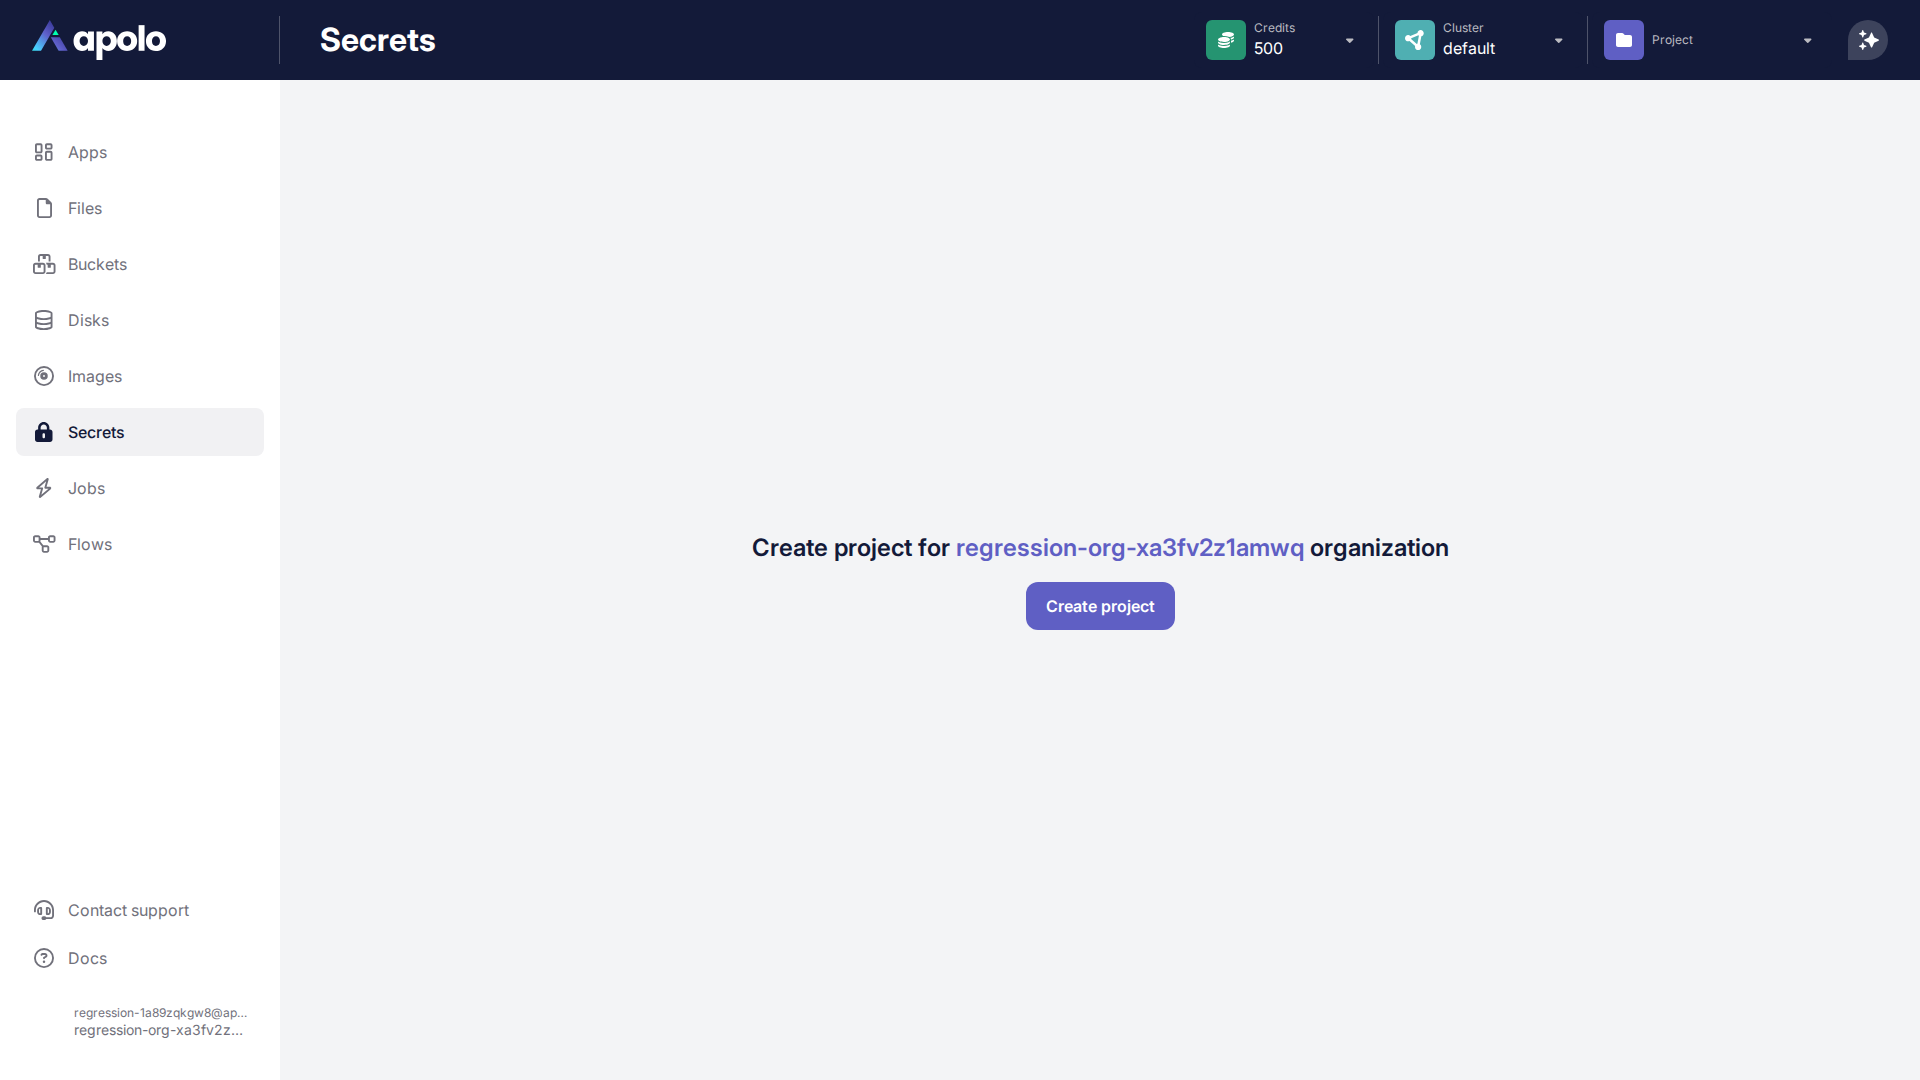 apolo
Secrets
Credits
500
Cluster
default
Project
Apps
Files
Buckets
Disks
Images
Secrets
Jobs
Flows
Create project for regression-org-xa3fv2z1amwq organization
Create project
Contact support
Docs
regression-1a89zqkgw8@ap...
regression-org-xa3fv2z...